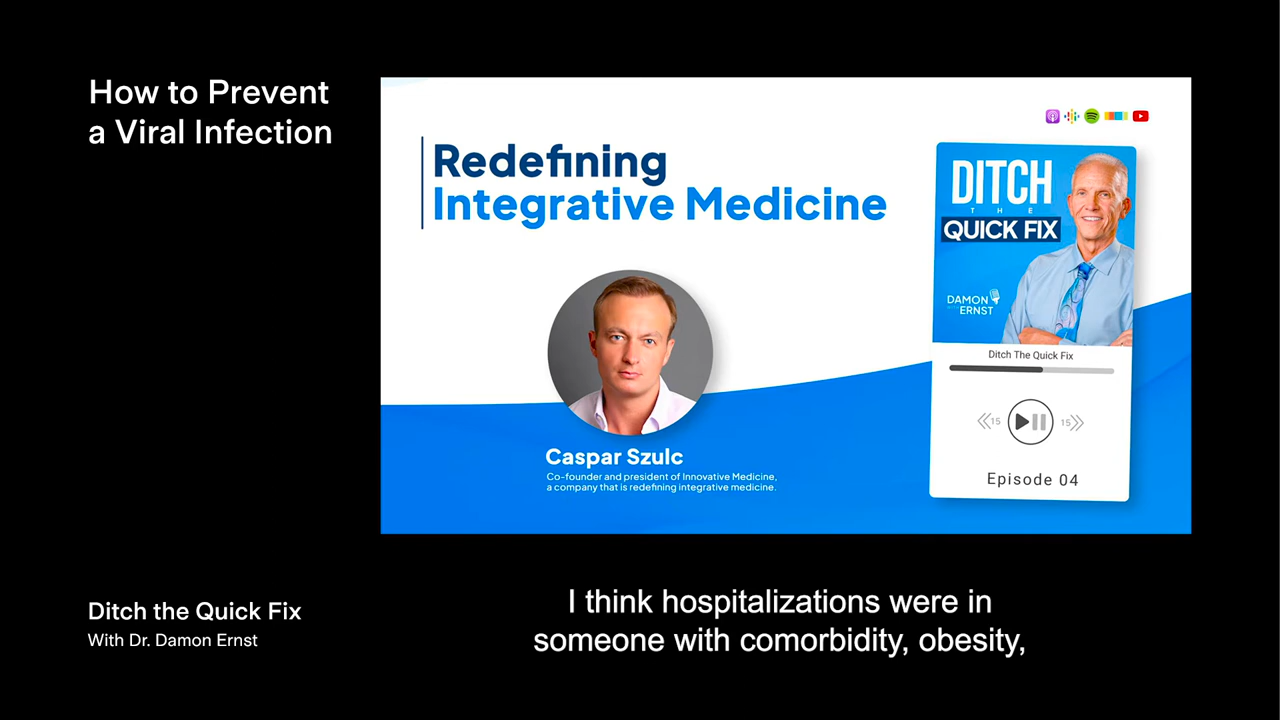 How to Prevent
a Viral Infection
Redefining
Integrative Medicine
Caspar Szulc
Co-founder and president of Innovative Medicine,
a company that is redefining integrative medicine.
DITCH
THE
QUICK FIX
DAMON
ERNST
Ditch The Quick Fix
15
15
Episode 04
Ditch the Quick Fix
With Dr. Damon Ernst
I think hospitalizations were in
someone with comorbidity, obesity,